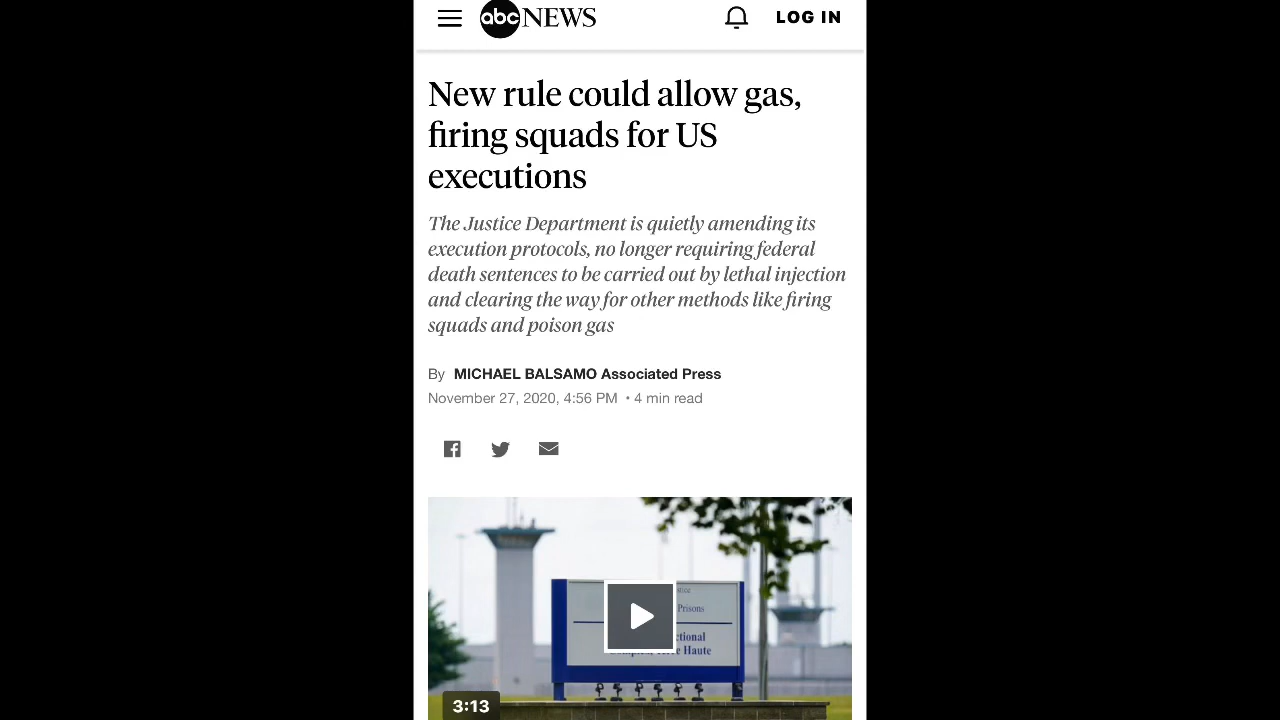 abc NEWS LOG IN
New rule could allow gas,
firing squads for US
executions
The Justice Department is quietly amending its
execution protocols, no longer requiring federal
death sentences to be carried out by lethal injection
and clearing the way for other methods like firing
squads and poison gas
By MICHAEL BALSAMO Associated Press
November 27, 2020, 4:56 PM • 4 min read
Prisons
Haute
3:13